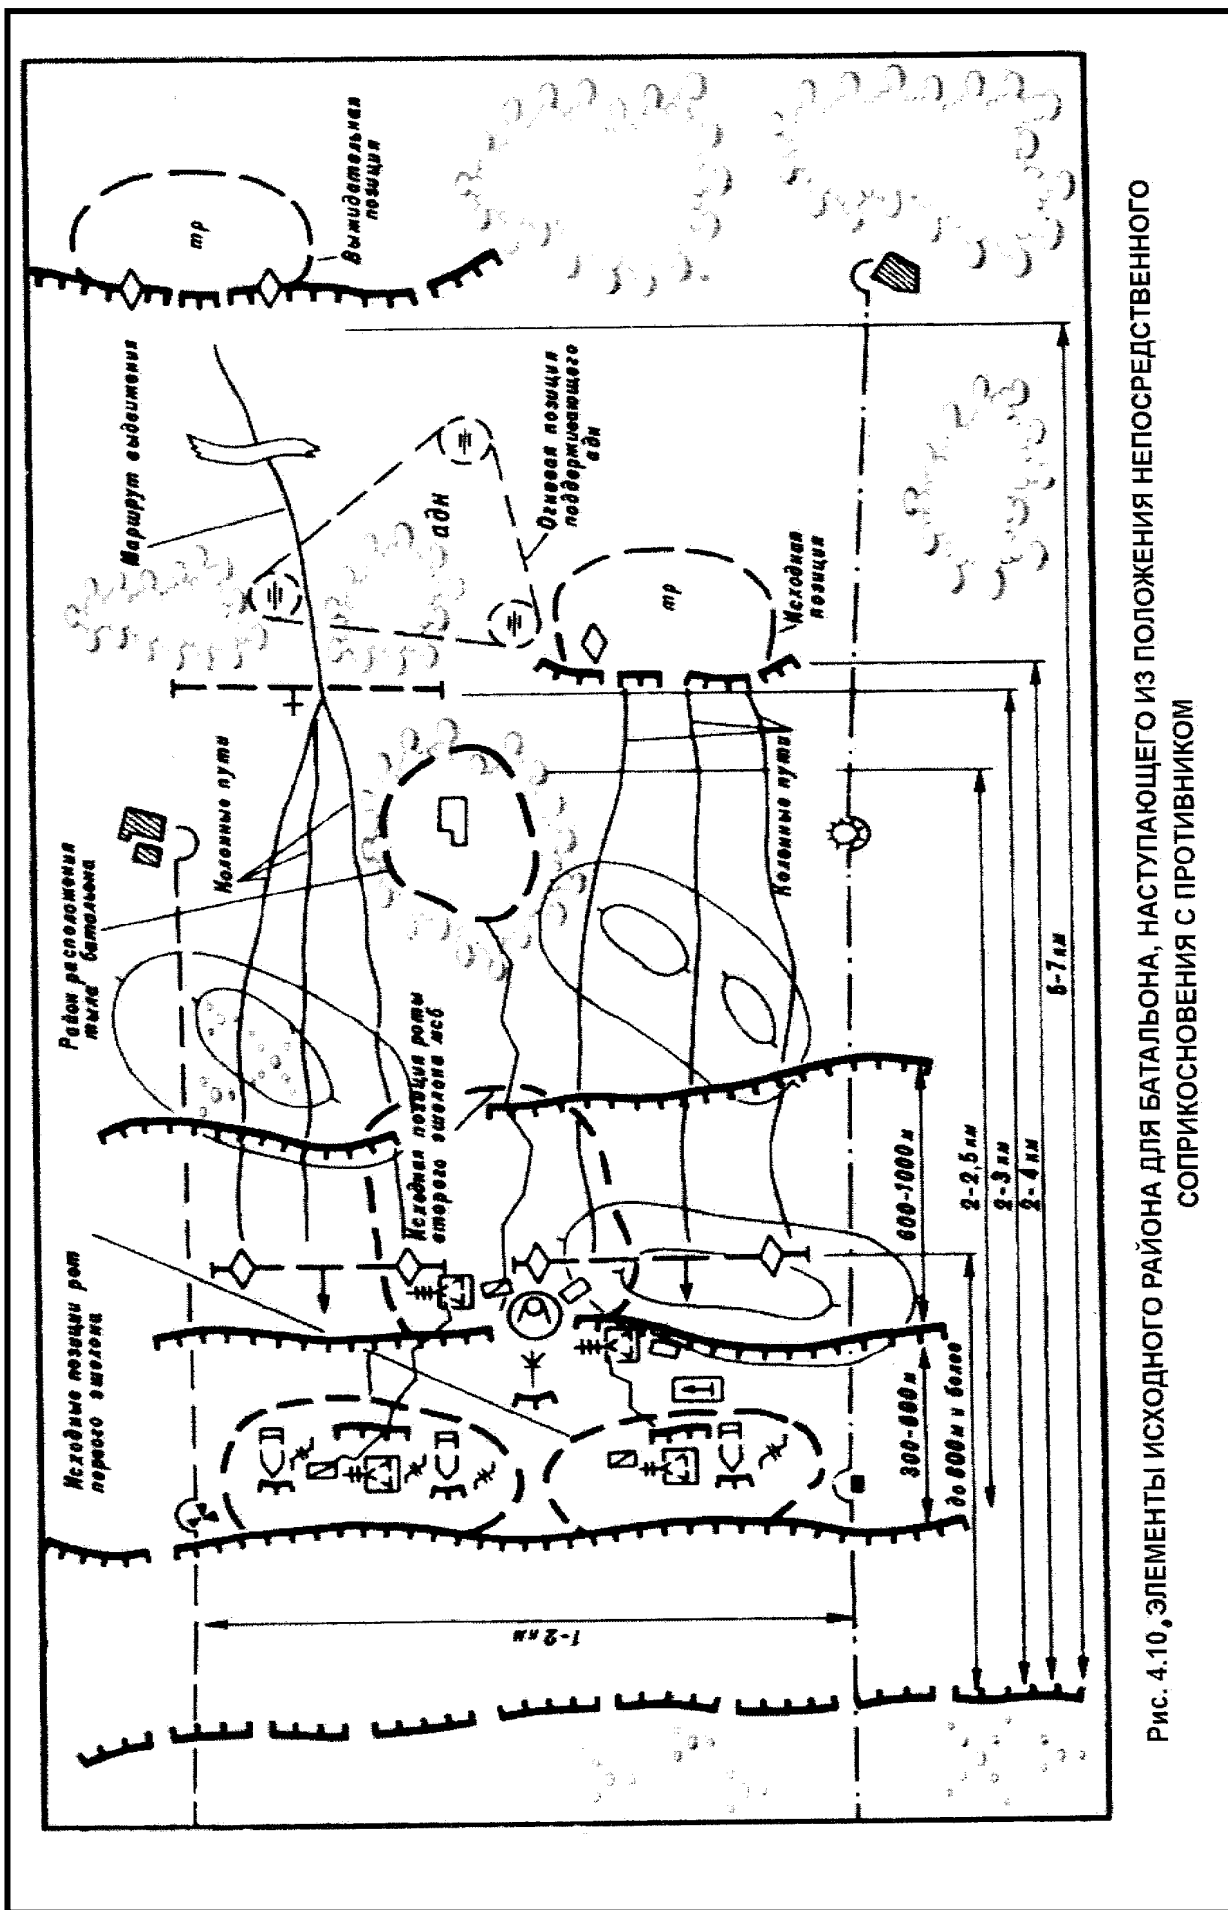 Исходные позиции рот
первого эшелона
Район расположения
тыла батальона
Колонные пути
Маршрут выдвижения
Выжидательная
позиция
тр
Исходная позиция роты
второго эшелона мсб
адн
Огневая позиция
поддерживающего
адн
тр
Исходная
позиция
Колонные пути
1-2 км
300-800 м
600-1000 м
до 800м и более
2-2,5 км
2-3 км
2-4 км
6-7 км
Рис. 4.10. ЭЛЕМЕНТЫ ИСХОДНОГО РАЙОНА ДЛЯ БАТАЛЬОНА, НАСТУПАЮЩЕГО ИЗ ПОЛОЖЕНИЯ НЕПОСРЕДСТВЕННОГО
СОПРИКОСНОВЕНИЯ С ПРОТИВНИКОМ